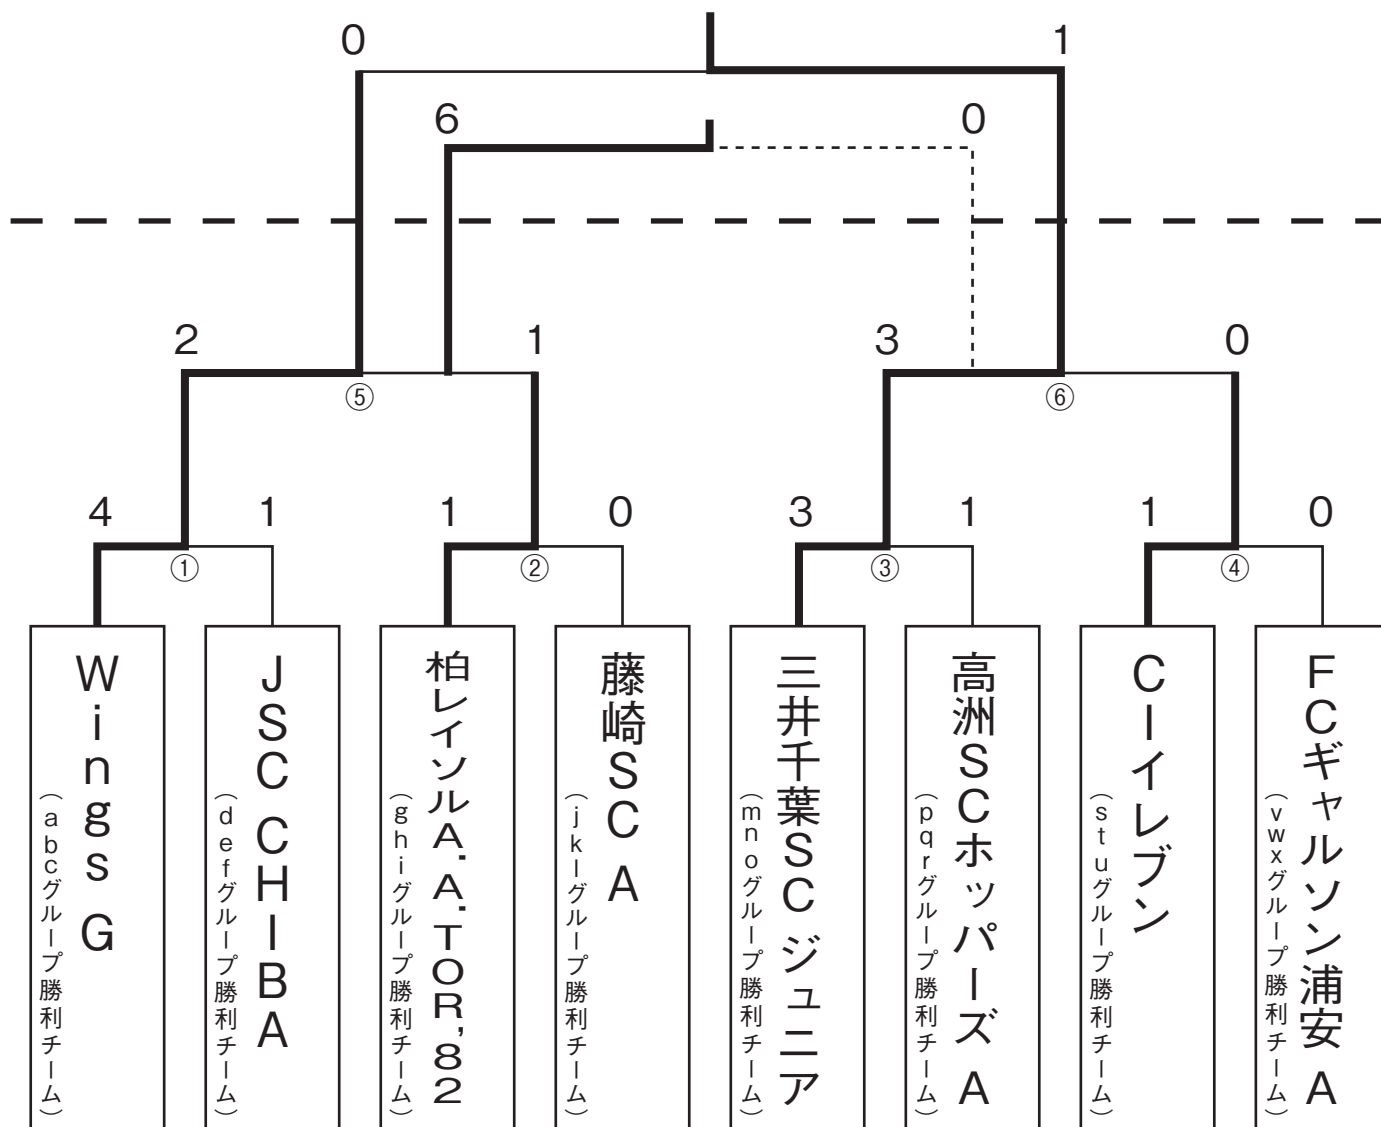 0 1
6 0
2 1 3 0
⑤ ⑥
4 1 1 0 3 1 1 0
① ② ③ ④
Wings G
(abcグループ勝利チーム)
JSC CHIBA
(defグループ勝利チーム)
柏レイソルA.A.TOR,82
(ghiグループ勝利チーム)
藤崎SC A
(jklグループ勝利チーム)
三井千葉SC ジュニア
(mnoグループ勝利チーム)
高洲SCホッパーズ A
(pqrグループ勝利チーム)
Cーイレブン
(stuグループ勝利チーム)
FCギャルソン浦安 A
(vwxグループ勝利チーム)